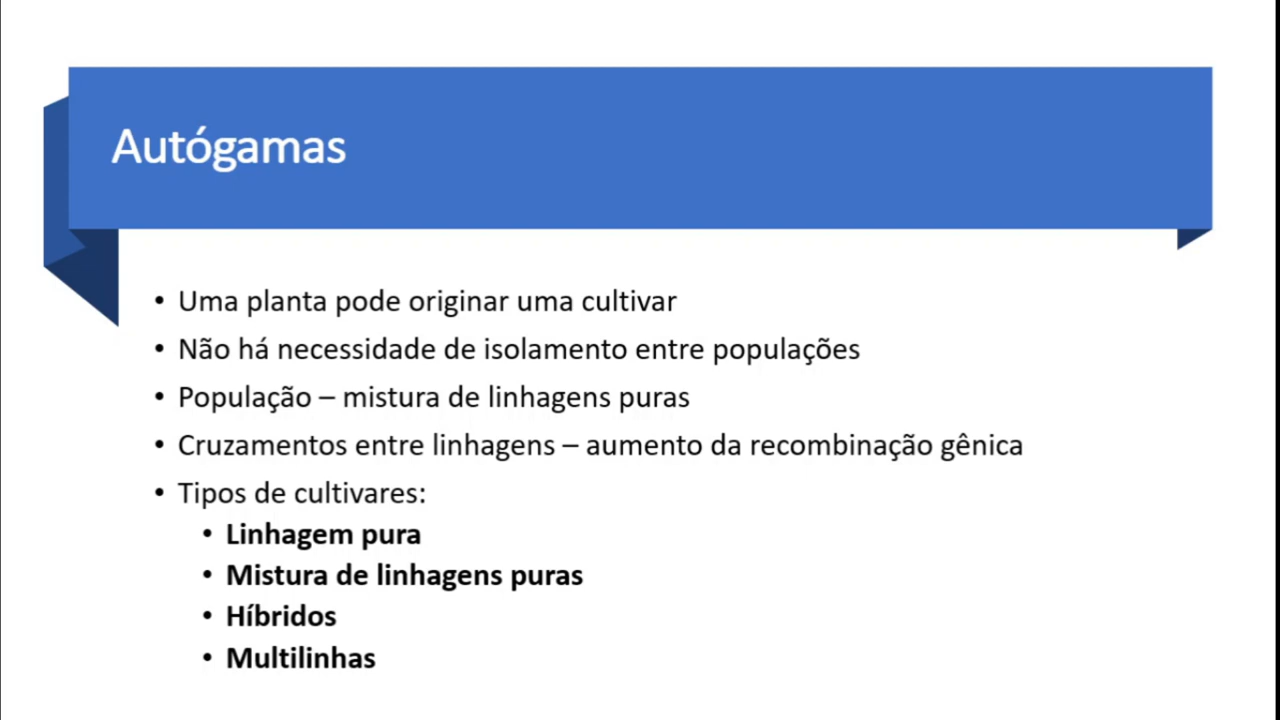 Autógamas
• Uma planta pode originar uma cultivar
• Não há necessidade de isolamento entre populações
• População – mistura de linhagens puras
• Cruzamentos entre linhagens – aumento da recombinação gênica
• Tipos de cultivares:
• Linhagem pura
• Mistura de linhagens puras
• Híbridos
• Multilinhas